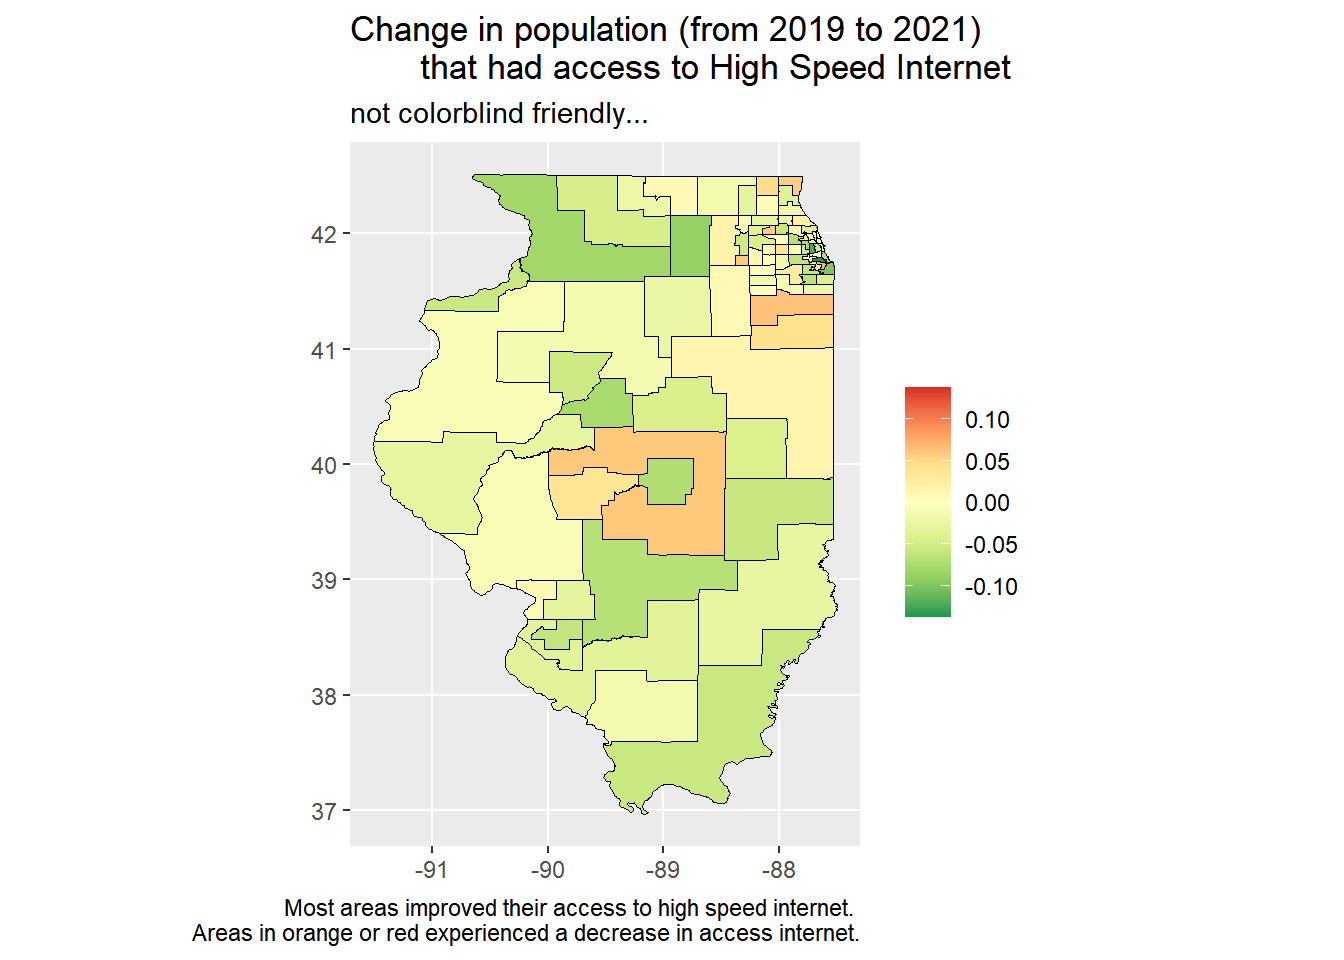 Change in population (from 2019 to 2021)
that had access to High Speed Internet
not colorblind friendly...
42
41
40
39
38
37
-91 -90 -89 -88
0.10
0.05
0.00
-0.05
-0.10
Most areas improved their access to high speed internet.
Areas in orange or red experienced a decrease in access internet.